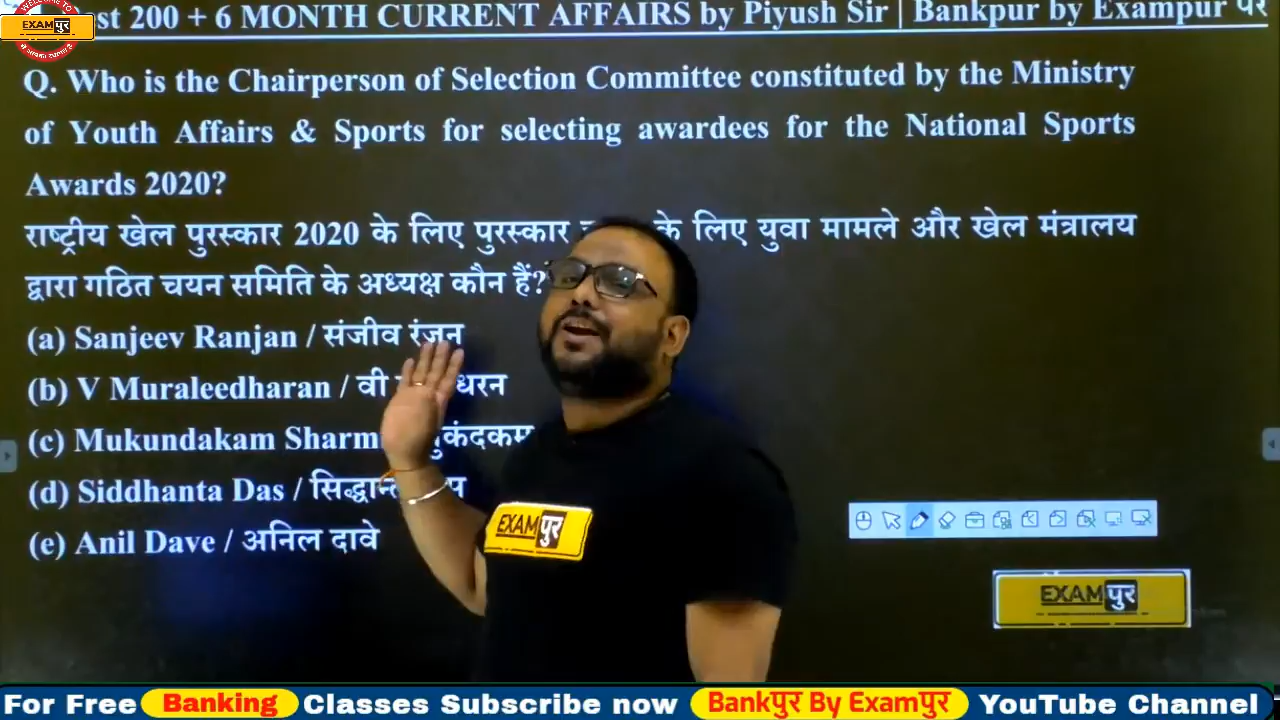 WELCOME TO
EXAMपुर
st 200 + 6 MONTH CURRENT AFFAIRS by Piyush Sir | Bankpur by Exampur पर
Q. Who is the Chairperson of Selection Committee constituted by the Ministry
of Youth Affairs & Sports for selecting awardees for the National Sports
Awards 2020?
राष्ट्रीय खेल पुरस्कार 2020 के लिए पुरस्कार के लिए युवा मामले और खेल मंत्रालय
द्वारा गठित चयन समिति के अध्यक्ष कौन हैं?
(a) Sanjeev Ranjan / संजीव रंजन
(b) V Muraleedharan / वी
(c) Mukundakam
(d) Siddhanta Das /
(e) Anil Dave / अनिल दावे
EXAMपुर
EXAMपुर
For Free Banking Classes Subscribe now Bankपुर By Examपुर YouTube Channel